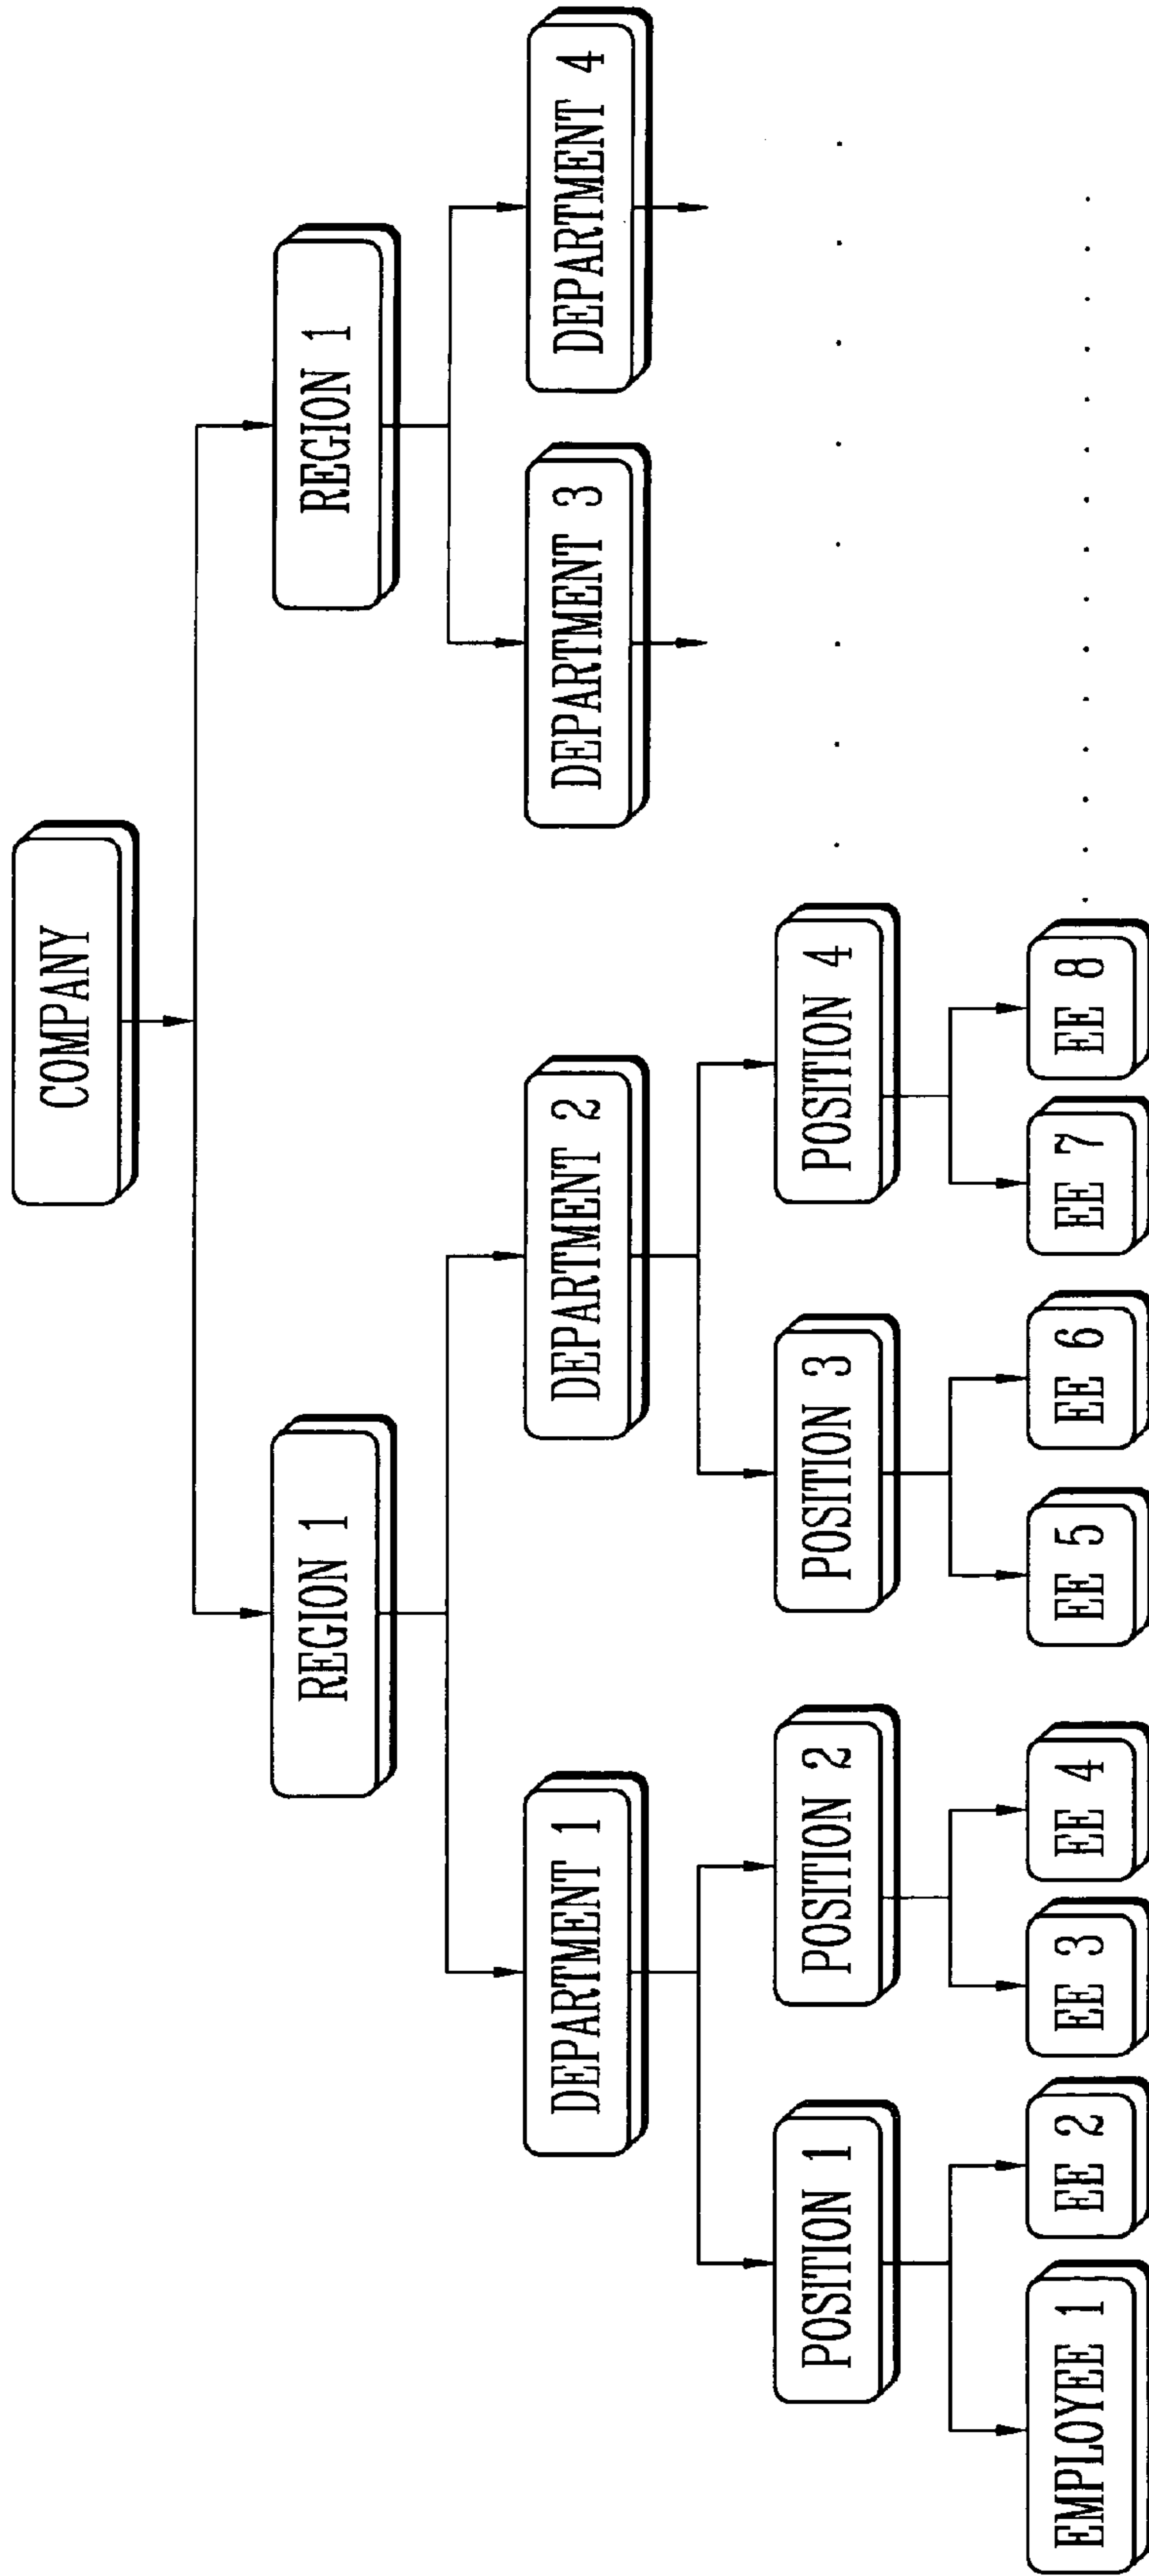 COMPANY
REGION 1
REGION 1
DEPARTMENT 1
DEPARTMENT 2
DEPARTMENT 3
DEPARTMENT 4
POSITION 1
POSITION 2
POSITION 3
POSITION 4
EMPLOYEE 1
EE 2
EE 3
EE 4
EE 5
EE 6
EE 7
EE 8